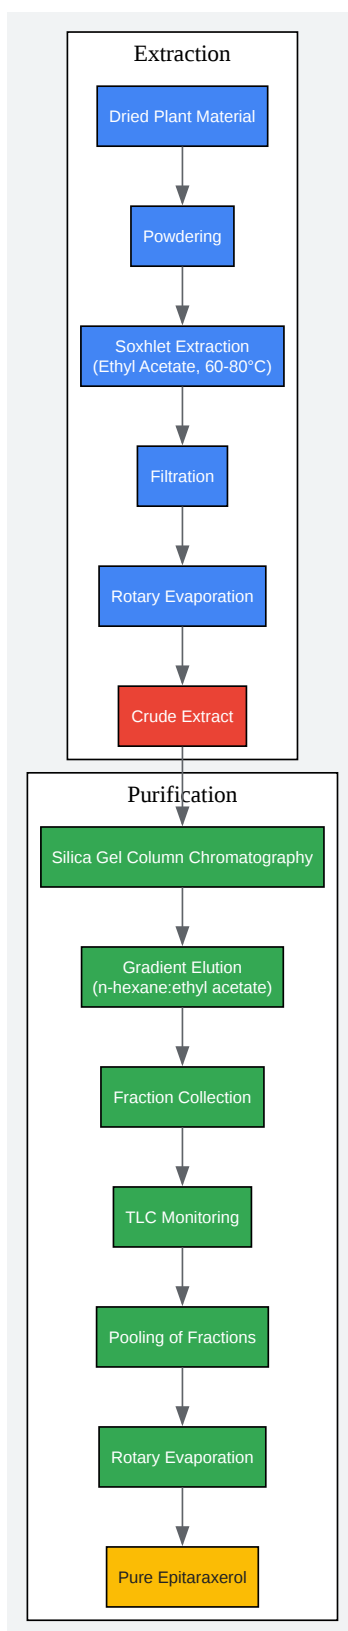 Extraction
Dried Plant Material
Powdering
Soxhlet Extraction
(Ethyl Acetate, 60-80°C)
Filtration
Rotary Evaporation
Crude Extract
Purification
Silica Gel Column Chromatography
Gradient Elution
(n-hexane:ethyl acetate)
Fraction Collection
TLC Monitoring
Pooling of Fractions
Rotary Evaporation
Pure Epitaraxerol